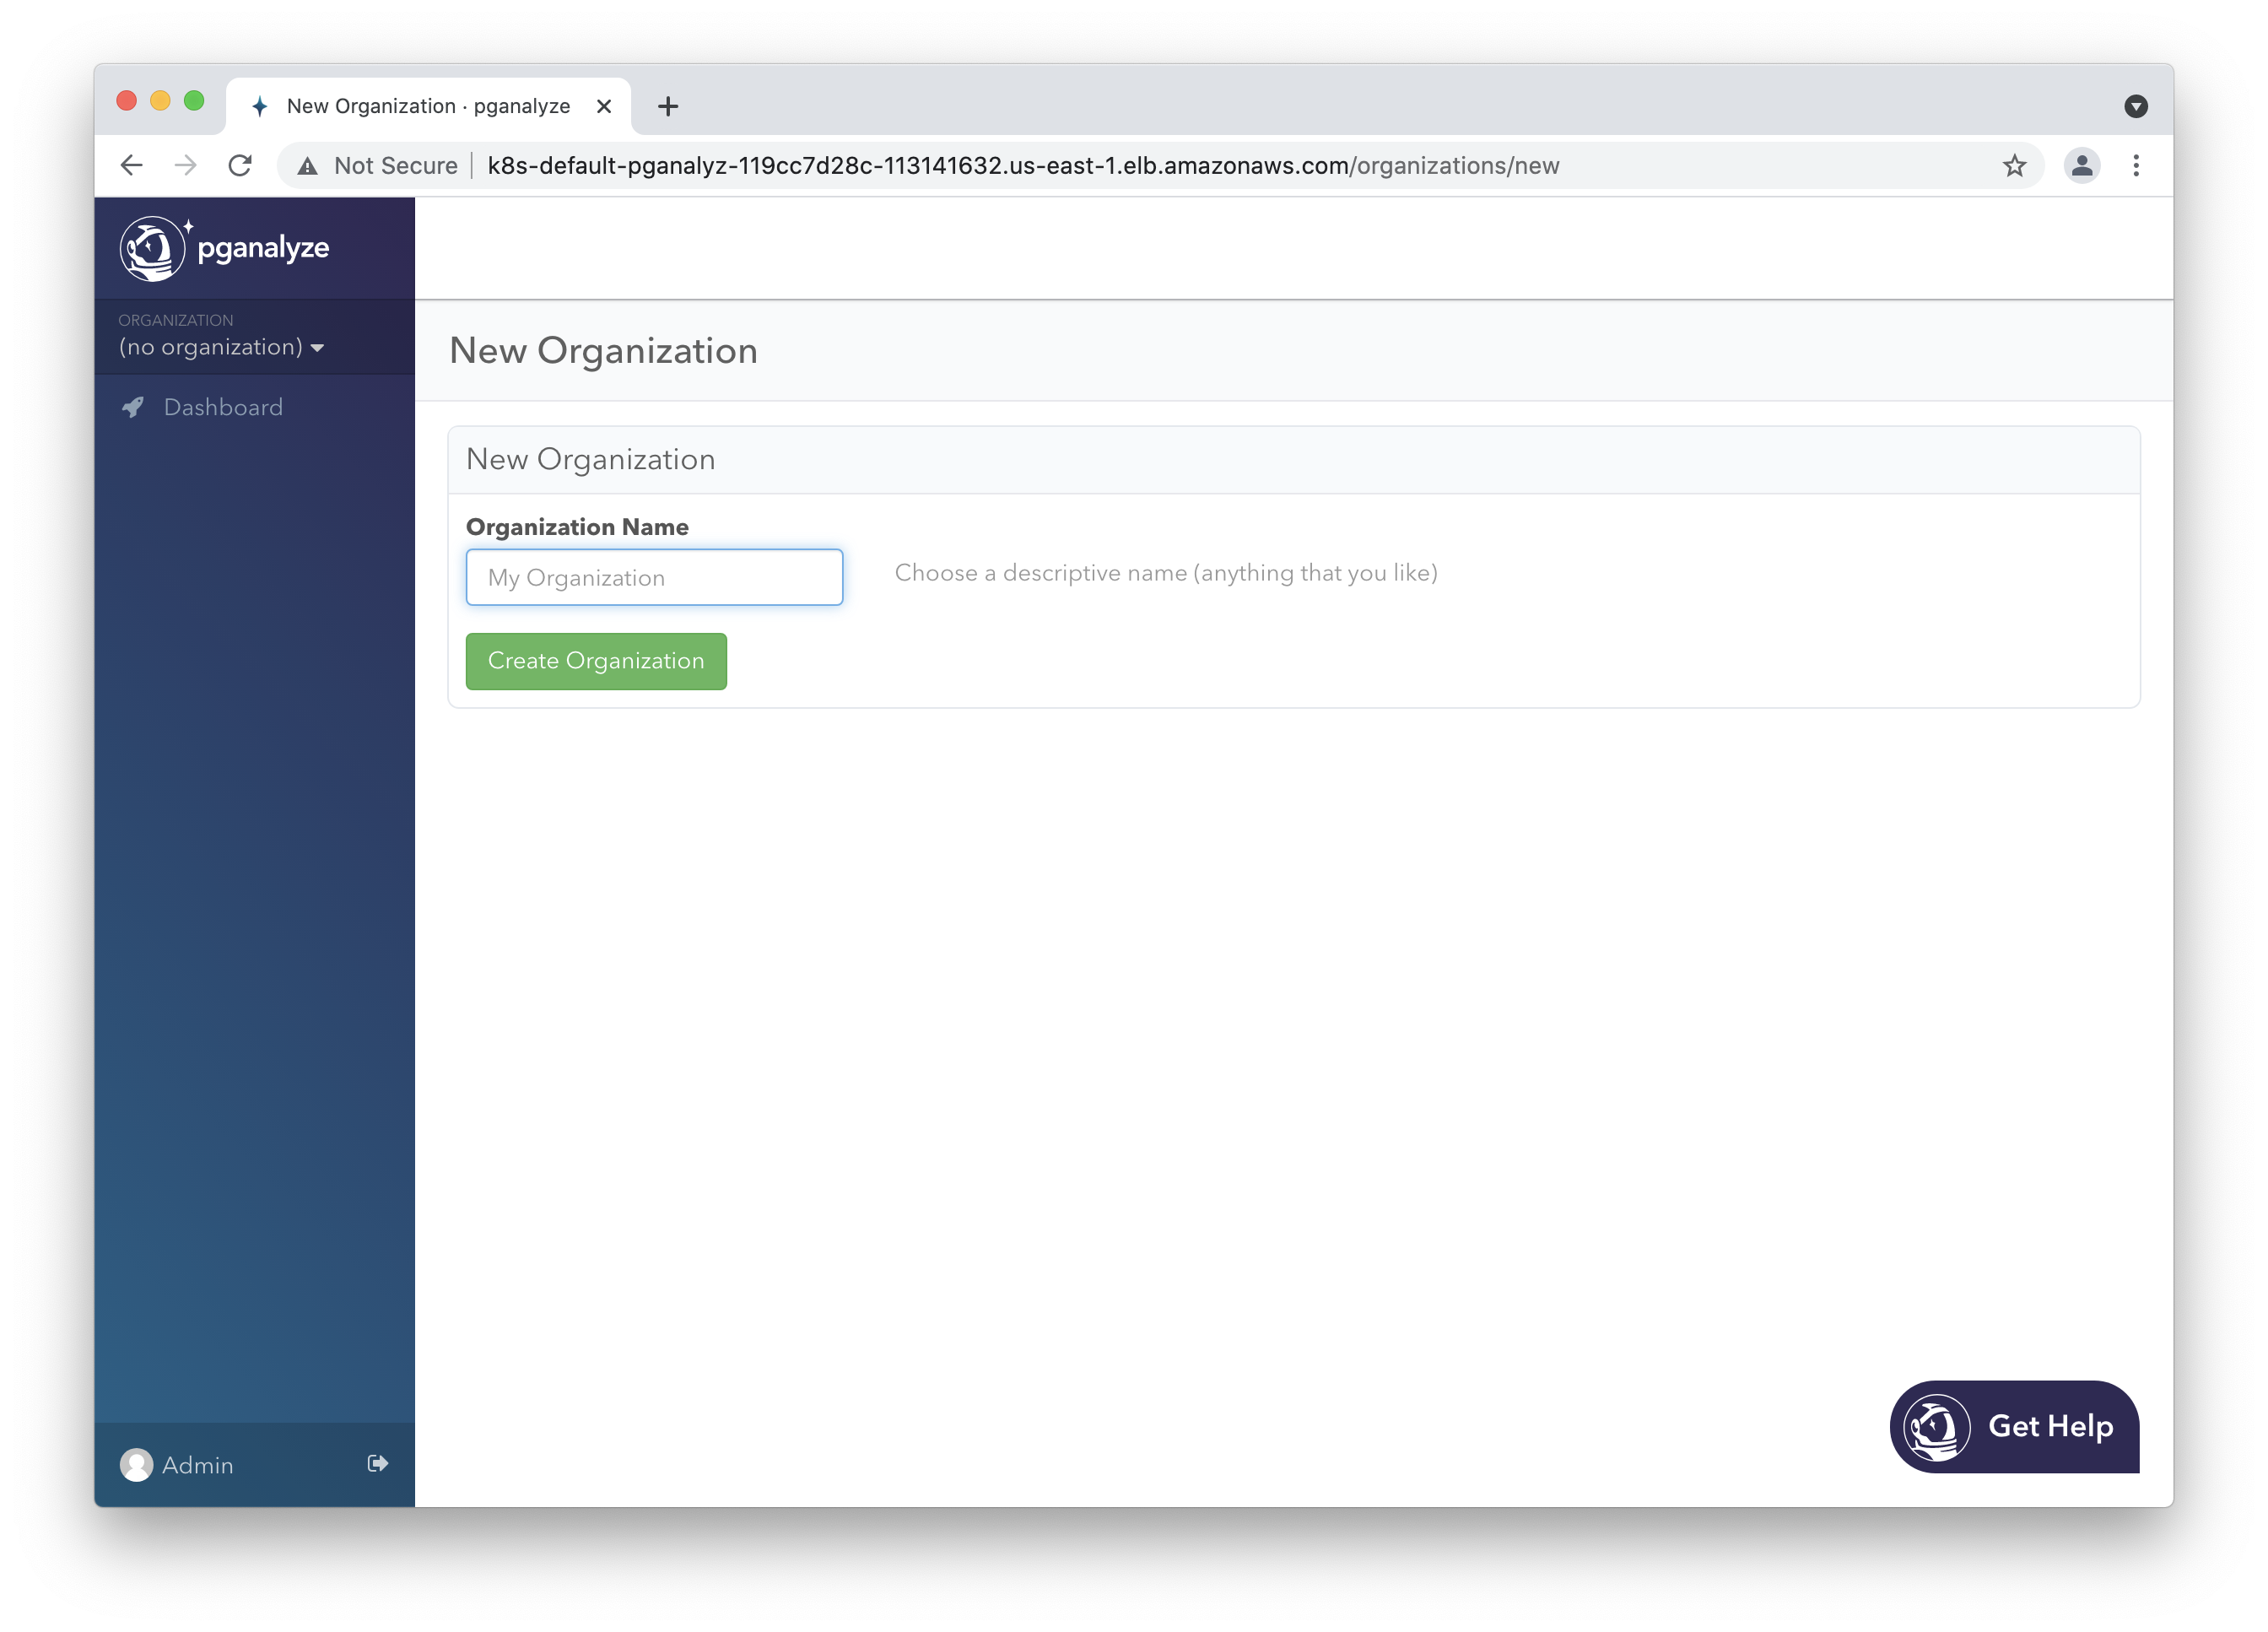 New Organization · pganalyze
Not Secure
k8s-default-pganalyz-119cc7d28c-113141632.us-east-1.elb.amazonaws.com/organizations/new
pganalyze
ORGANIZATION
(no organization)
Dashboard
New Organization
New Organization
Organization Name
My Organization
Choose a descriptive name (anything that you like)
Create Organization
Get Help
Admin